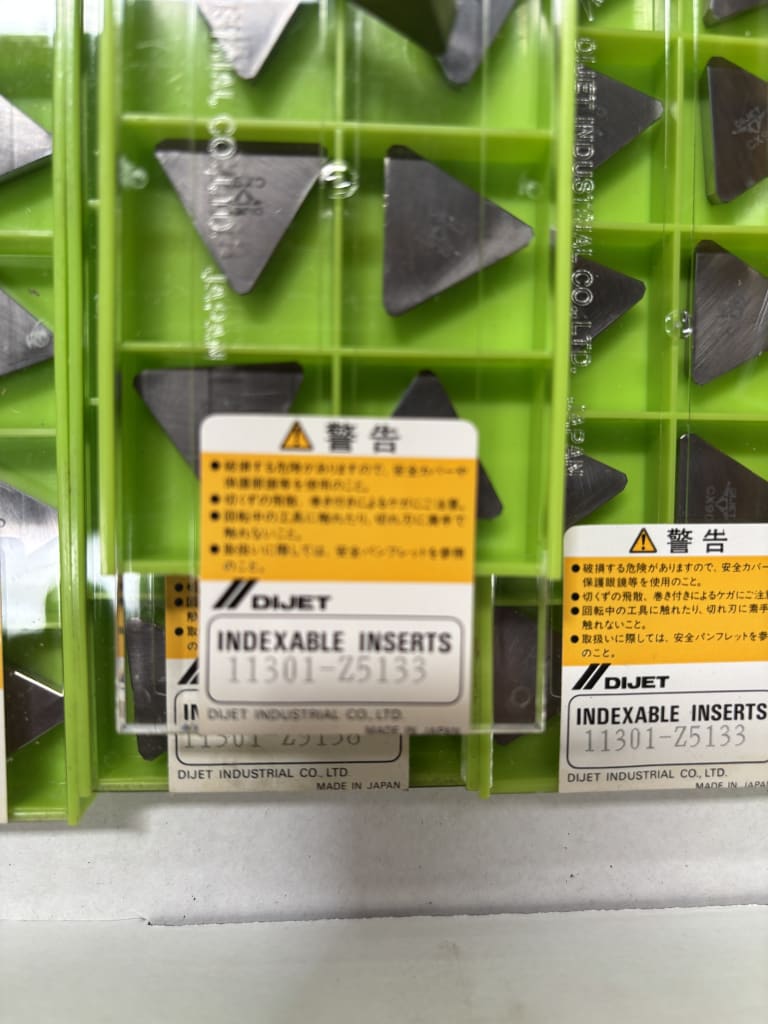 DIJET INDUSTRIAL CO.,LTD. JAPAN
CO.,LTD. JAPAN
DIJET
警告
●破損する危険がありますので、安全カバーや
保護眼鏡等を使用のこと。
●切くずの飛散、巻き付きによるケガにご注意。
●回転中の工具に触れたり、切れ刃に素手で
触れないこと。
●取扱いに際しては、安全パンフレットを参照
のこと。
DIJET
INDEXABLE INSERTS
11301-Z5133
DIJET INDUSTRIAL CO., LTD.
MADE IN JAPAN
DIJET INDUSTRIAL CO., LTD.
MADE IN JAPAN
警告
●破損する危険がありますので、安全カバー
保護眼鏡等を使用のこと。
●切くずの飛散、巻き付きによるケガにご注意
●回転中の工具に触れたり、切れ刃に素手
触れないこと。
●取扱いに際しては、安全パンフレットを参
のこと。
DIJET
INDEXABLE INSERTS
11301-Z5133
DIJET INDUSTRIAL CO., LTD.
MADE IN JAPAN